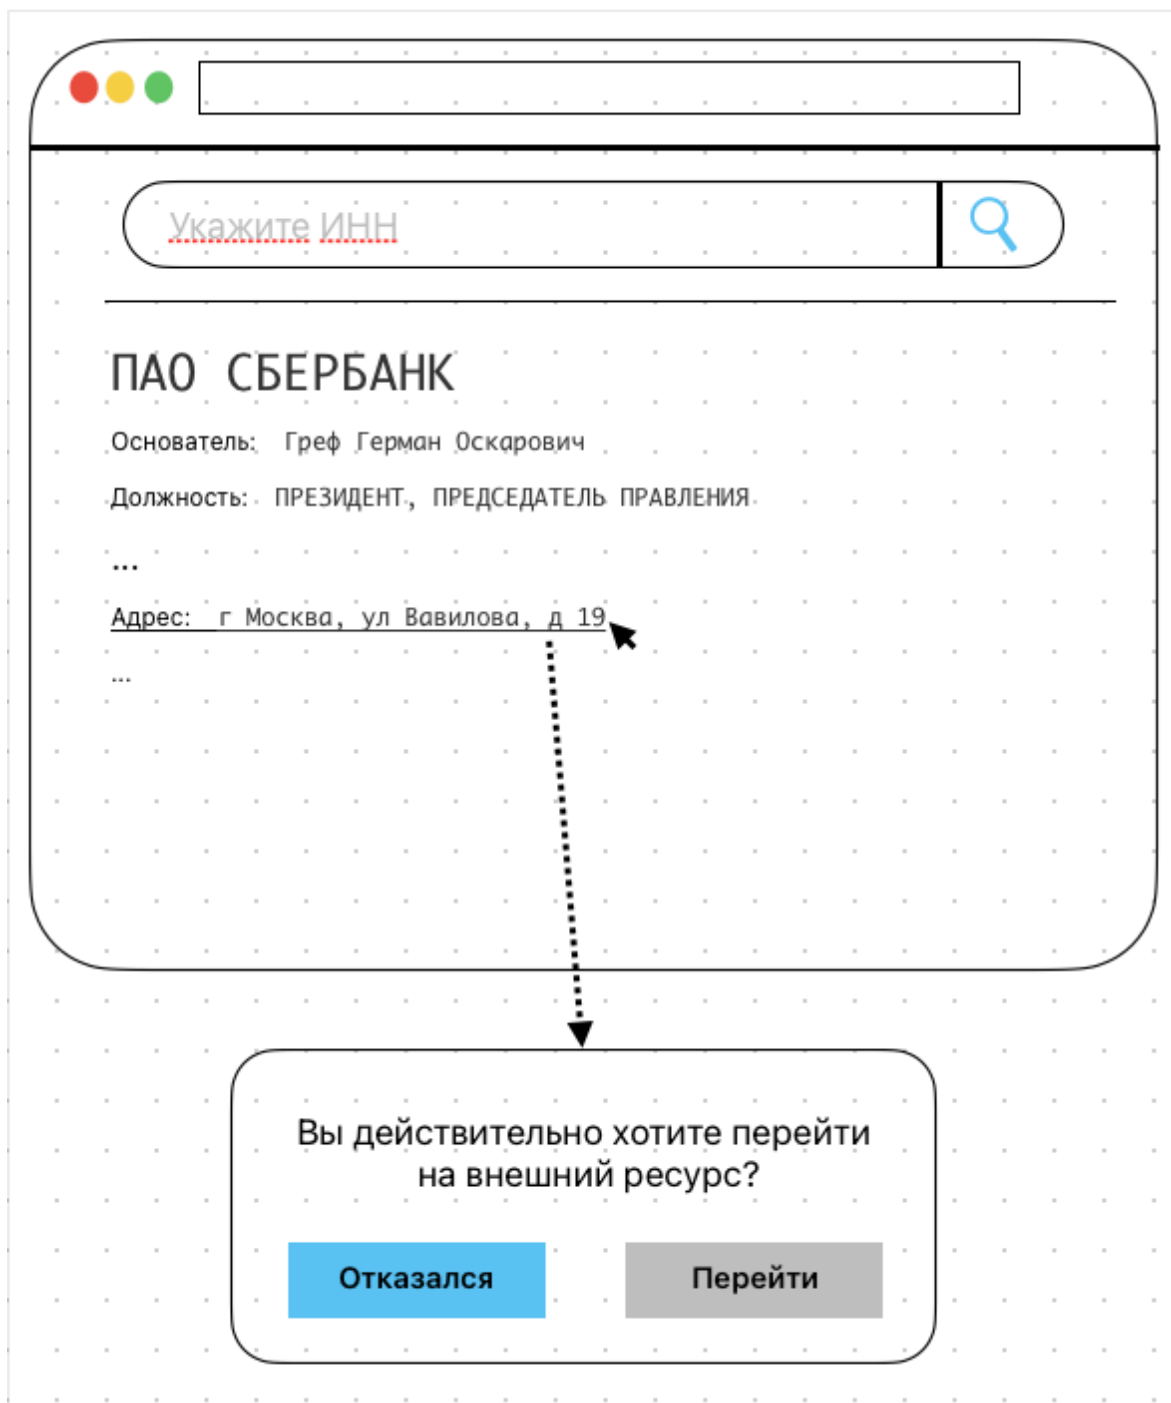 Укажите ИНН
ПАО СБЕРБАНК
Основатель: Греф Герман Оскарович
Должность: ПРЕЗИДЕНТ, ПРЕДСЕДАТЕЛЬ ПРАВЛЕНИЯ
...
Адрес: г Москва, ул Вавилова, д 19
...
Вы действительно хотите перейти
на внешний ресурс?
Отказался Перейти